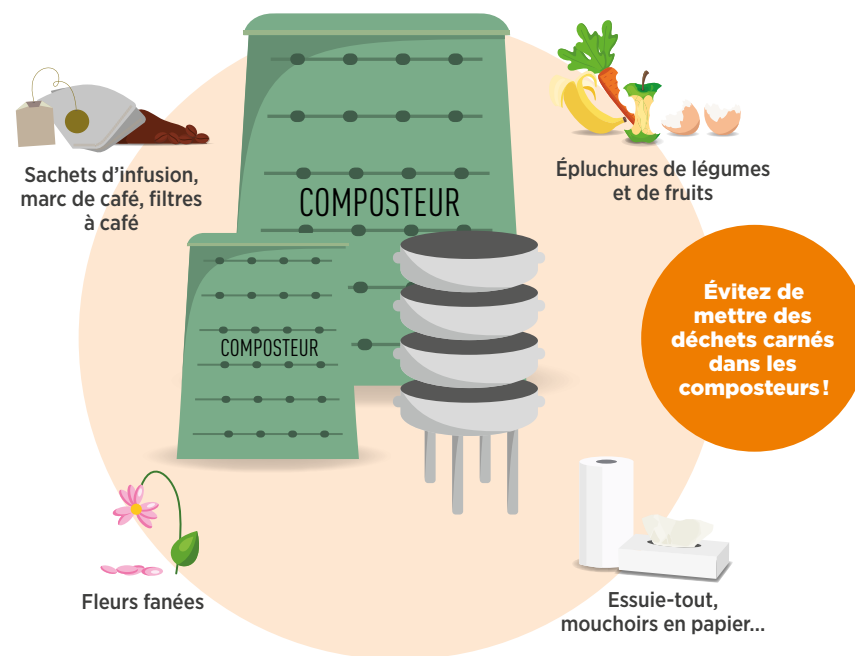 Sachets d’infusion,
marc de café, filtres
à café
Épluchures de légumes
et de fruits
COMPOSTEUR
COMPOSTEUR
Évitez de
mettre des
déchets carnés
dans les
composteurs !
Fleurs fanées
Essuie-tout,
mouchoirs en papier...